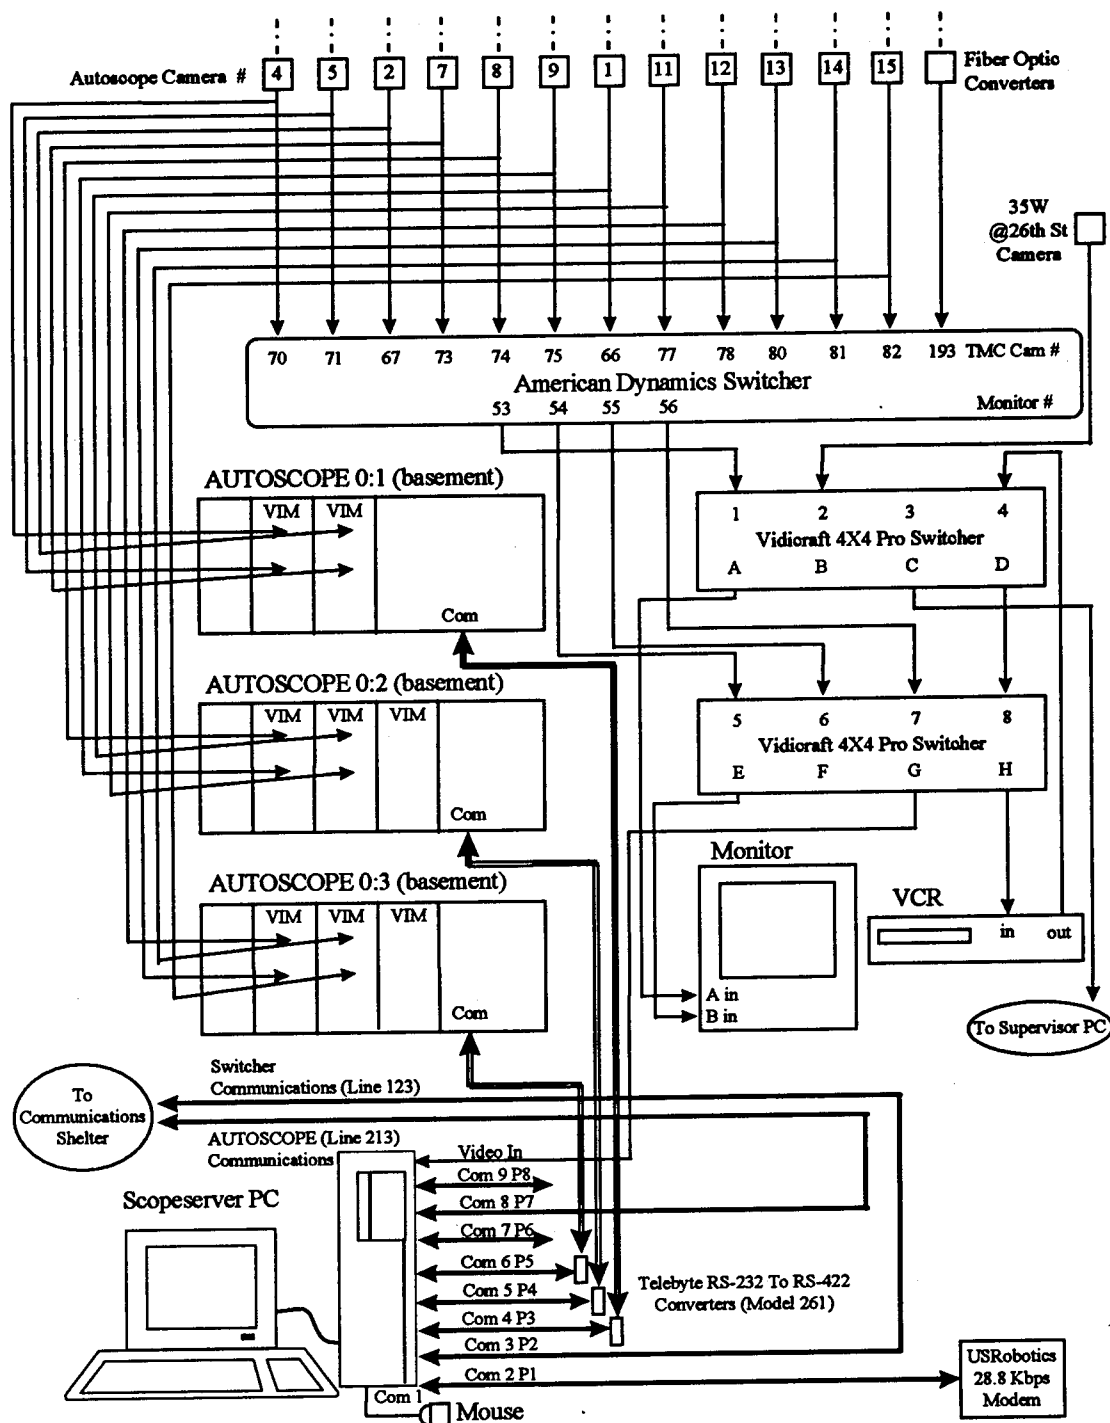 Autoscope Camera # 4 5 2 7 8 9 1 11 12 13 14 15 Fiber Optic
Converters
35W
@26th St
Camera
70 71 67 73 74 75 66 77 78 80 81 82 193 TMC Cam #
American Dynamics Switcher
53 54 55 56 Monitor #
AUTOSCOPE 0:1 (basement)
VIM VIM
Com
1 2 3 4
Vidicraft 4X4 Pro Switcher
A B C D
AUTOSCOPE 0:2 (basement)
VIM VIM VIM
Com
5 6 7 8
Vidicraft 4X4 Pro Switcher
E F G H
Monitor
A in
B in
VCR
in out
To Supervisor PC
AUTOSCOPE 0:3 (basement)
VIM VIM VIM
Com
To
Communications
Shelter
Switcher
Communications (Line 123)
AUTOSCOPE (Line 213)
Communications
Scopeserver PC
Video In
Com 9 P8
Com 8 P7
Com 7 P6
Com 6 P5
Com 5 P4
Com 4 P3
Com 3 P2
Com 2 P1
Com 1
Mouse
Telebyte RS-232 To RS-422
Converters (Model 261)
USRobotics
28.8 Kbps
Modem